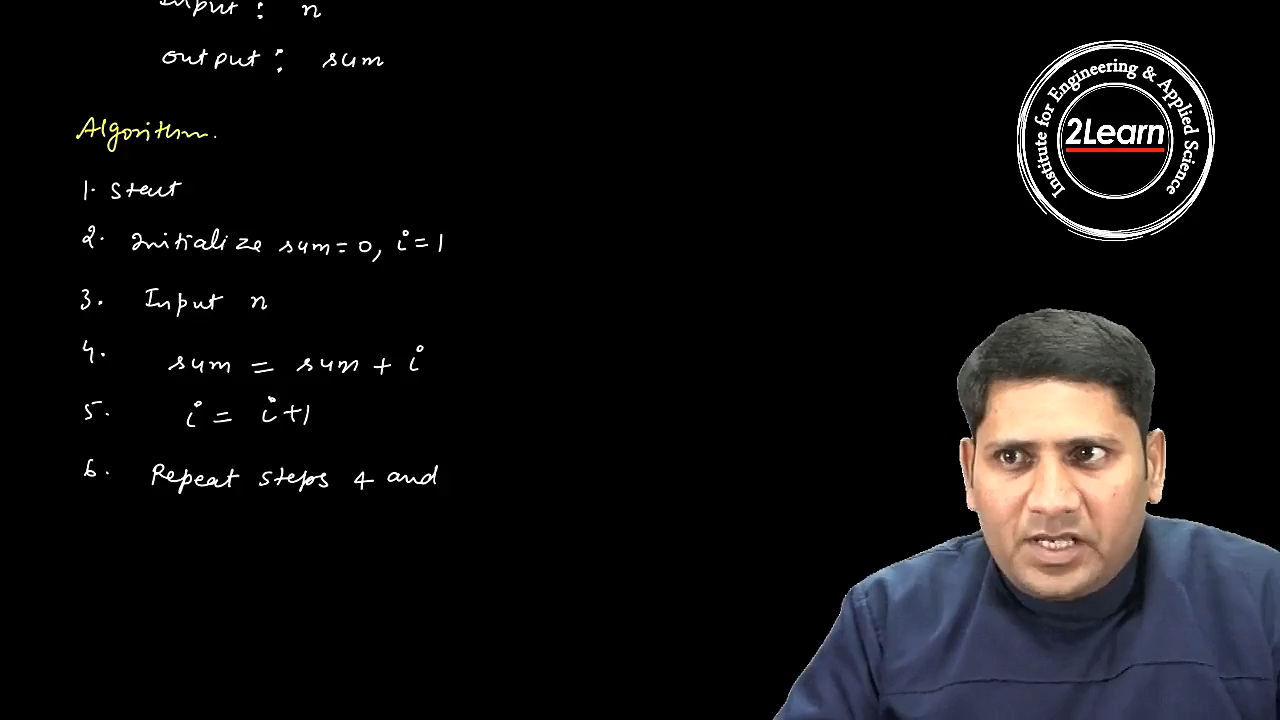 Input : n
output : sum
Algorithm.
1. Start
2. Initialize sum = 0, i = 1
3. Input n
4. sum = sum + i
5. i = i+1
6. Repeat steps 4 and
Institute for Engineering & Applied Science
2Learn